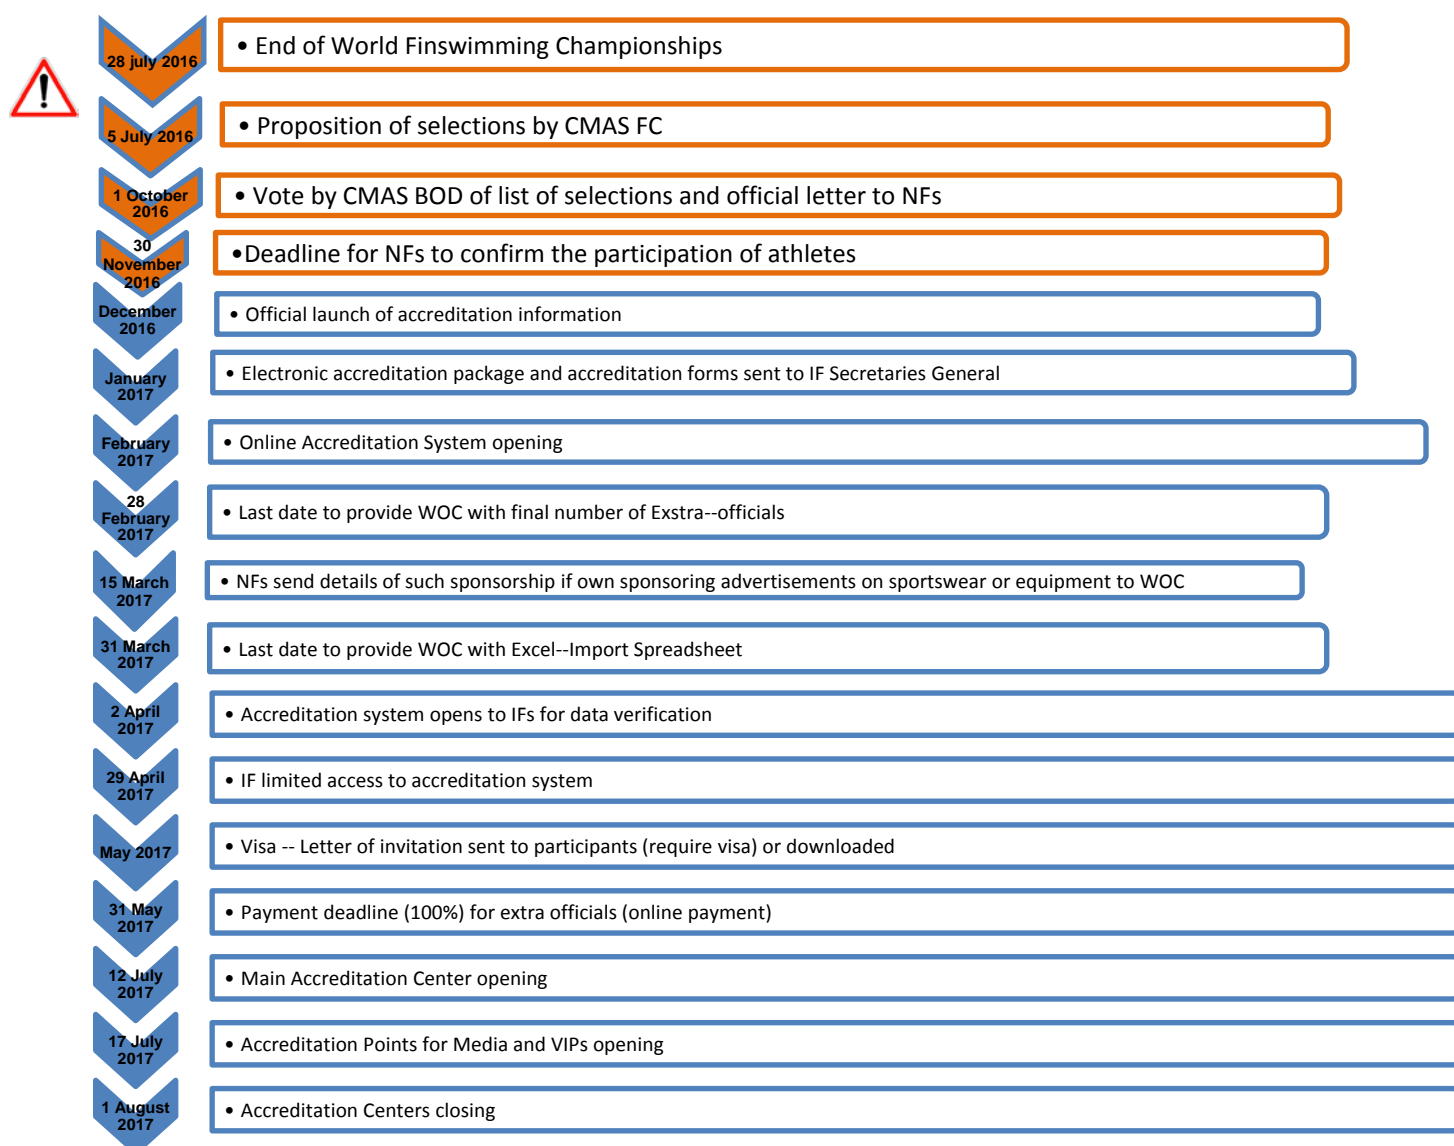 28 july 2016
• End of World Finswimming Championships
5 July 2016
• Proposition of selections by CMAS FC
1 October
2016
• Vote by CMAS BOD of list of selections and official letter to NFs
30
November
2016
•Deadline for NFs to confirm the participation of athletes
December
2016
• Official launch of accreditation information
January
2017
• Electronic accreditation package and accreditation forms sent to IF Secretaries General
February
2017
• Online Accreditation System opening
28
February
2017
• Last date to provide WOC with final number of Exstra--officials
15 March
2017
• NFs send details of such sponsorship if own sponsoring advertisements on sportswear or equipment to WOC
31 March
2017
• Last date to provide WOC with Excel--Import Spreadsheet
2 April
2017
• Accreditation system opens to IFs for data verification
29 April
2017
• IF limited access to accreditation system
May 2017
• Visa -- Letter of invitation sent to participants (require visa) or downloaded
31 May
2017
• Payment deadline (100%) for extra officials (online payment)
12 July
2017
• Main Accreditation Center opening
17 July
2017
• Accreditation Points for Media and VIPs opening
1 August
2017
• Accreditation Centers closing